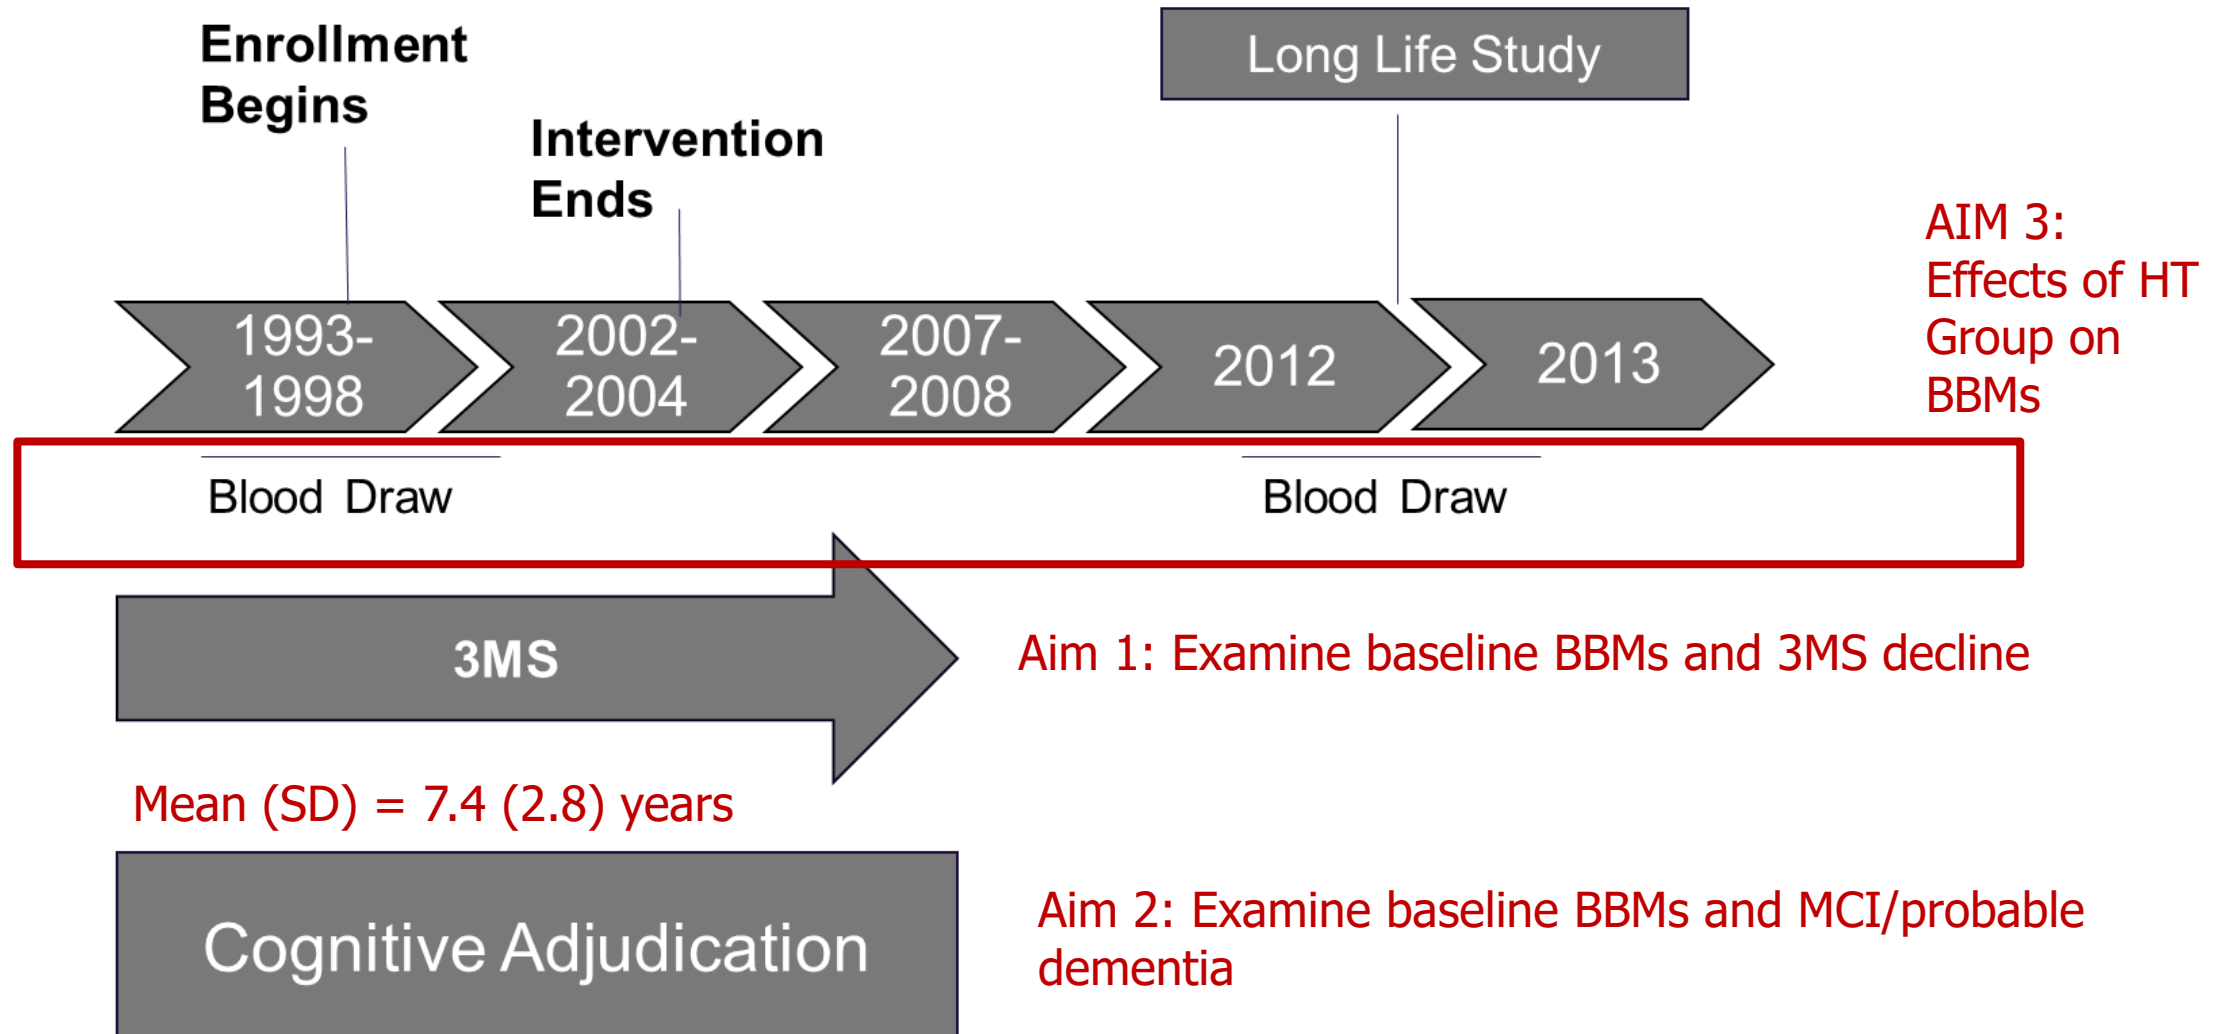 Enrollment
Begins
Intervention
Ends
Long Life Study
1993-
1998
2002-
2004
2007-
2008
2012
2013
AIM 3:
Effects of HT
Group on
BBMs
Blood Draw
Blood Draw
3MS
Aim 1: Examine baseline BBMs and 3MS decline
Mean (SD) = 7.4 (2.8) years
Cognitive Adjudication
Aim 2: Examine baseline BBMs and MCI/probable
dementia